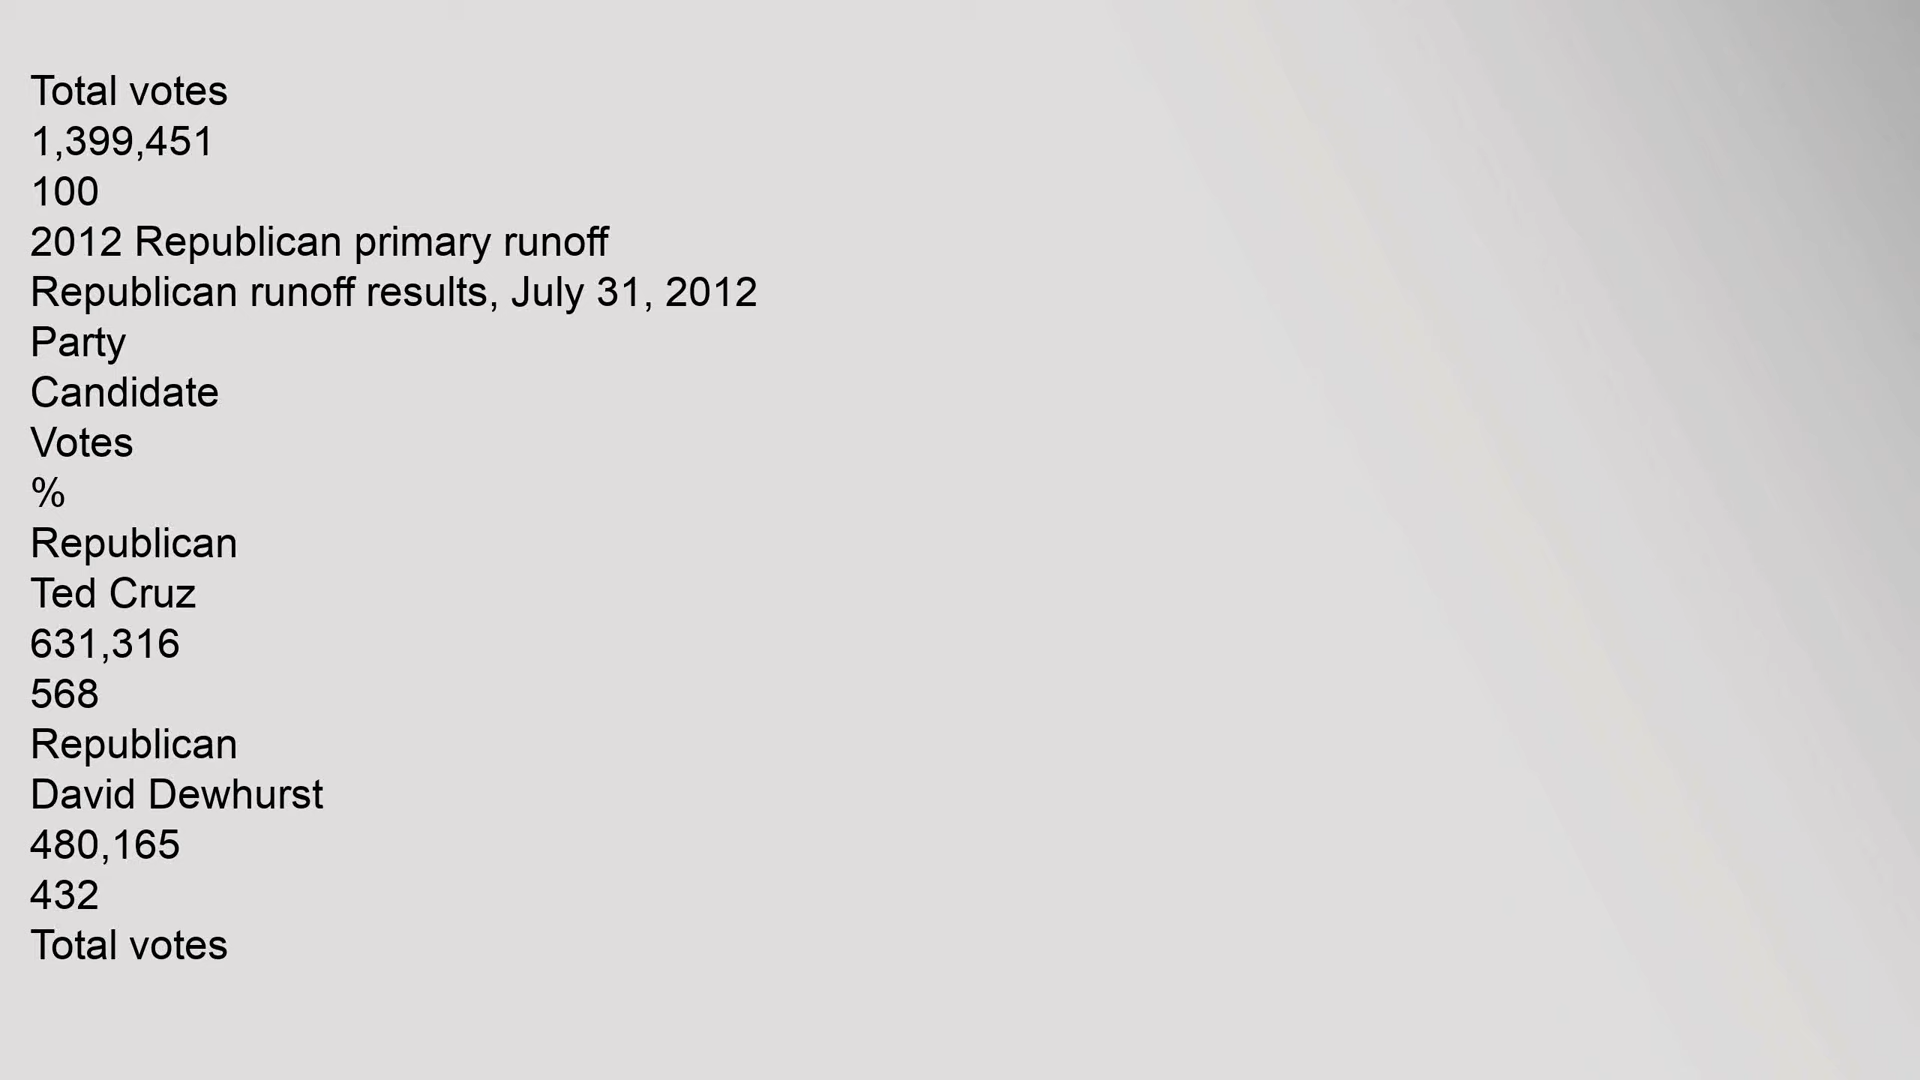 Total votes
1,399,451
100
2012 Republican primary runoff
Republican runoff results, July 31, 2012
Party
Candidate
Votes
%
Republican
Ted Cruz
631,316
568
Republican
David Dewhurst
480,165
432
Total votes